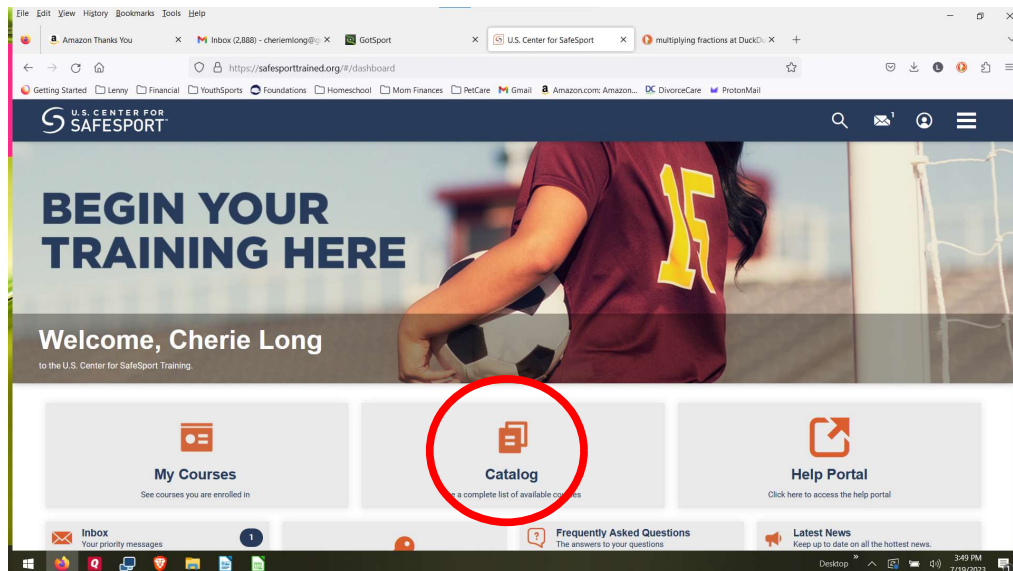 File Edit View History Bookmarks Tools Help
Amazon Thanks You
Inbox (2,888) - cheriemlong@g
GotSport
U.S. Center for SafeSport
multiplying fractions at DuckDu
https://safesporttrained.org/#/dashboard
Getting Started Lenny Financial YouthSports Foundations Homeschool Mom Finances PetCare Gmail Amazon.com: Amazon... DivorceCare ProtonMail
U.S. CENTER FOR
SAFESPORT
1
BEGIN YOUR
TRAINING HERE
15
Welcome, Cherie Long
to the U.S. Center for SafeSport Training.
My Courses
See courses you are enrolled in
Catalog
a complete list of available
Help Portal
Click here to access the help portal
Inbox
Your priority messages
1
Frequently Asked Questions
The answers to your questions
Latest News
Keep up to date on all the hottest news.
Desktop
3:49 PM
7/19/2023